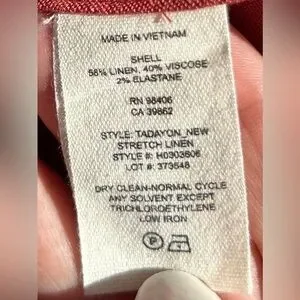 MADE IN VIETNAM
SHELL
58% LINEN, 40% VISCOSE
2% ELASTANE
RN 98406
CA 39862
STYLE: TADAYON_NEW
STRETCH LINEN
STYLE #: H0303606
LOT #: 373548
DRY CLEAN-NORMAL CYCLE
ANY SOLVENT EXCEPT
TRICHLOROETHYLENE
LOW IRON
P